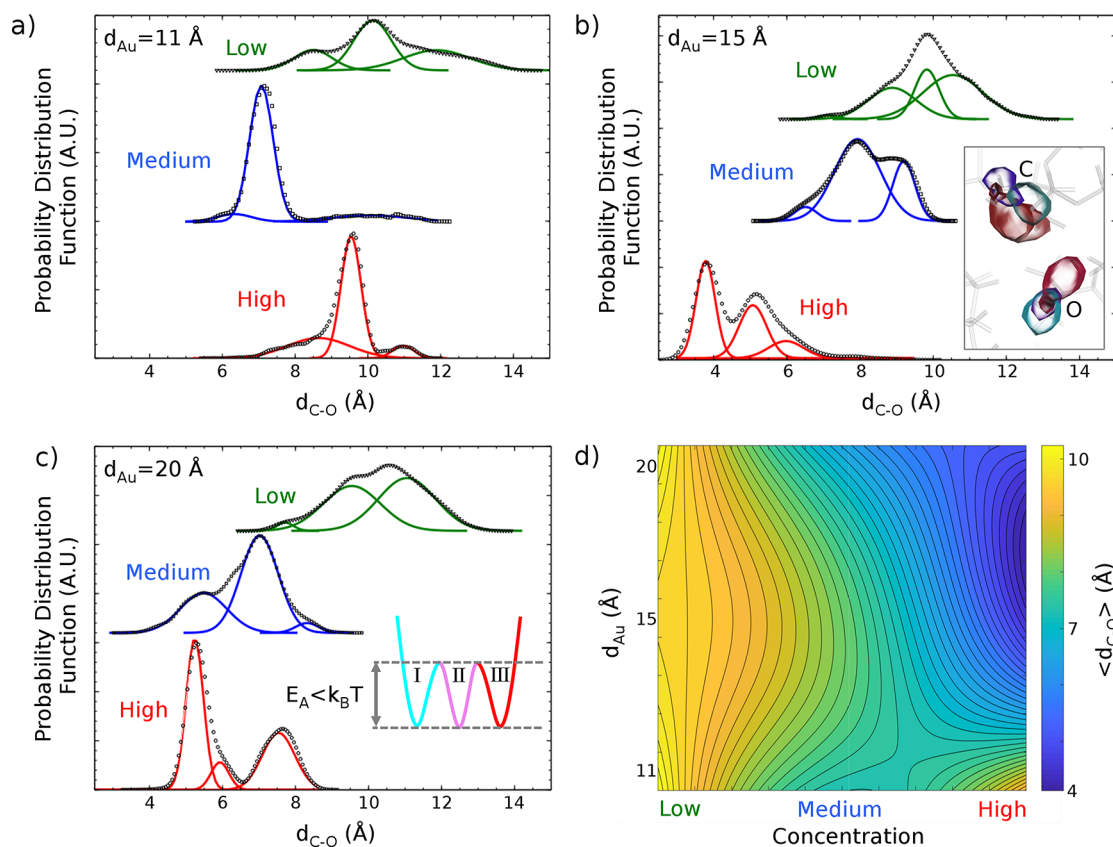 a)
d_Au=11 Å
Low
Medium
High
Probability Distribution
Function (A.U.)
4 6 8 10 12 14
d_C-O (Å)
b)
d_Au=15 Å
Low
Medium
High
C
O
Probability Distribution
Function (A.U.)
4 6 8 10 12 14
d_C-O (Å)
c)
d_Au=20 Å
Low
Medium
High
I II III
E_A<k_BT
Probability Distribution
Function (A.U.)
4 6 8 10 12 14
d_C-O (Å)
d)
20
15
11
d_Au (Å)
Low Medium High
Concentration
10
7
4
<d_C-O> (Å)